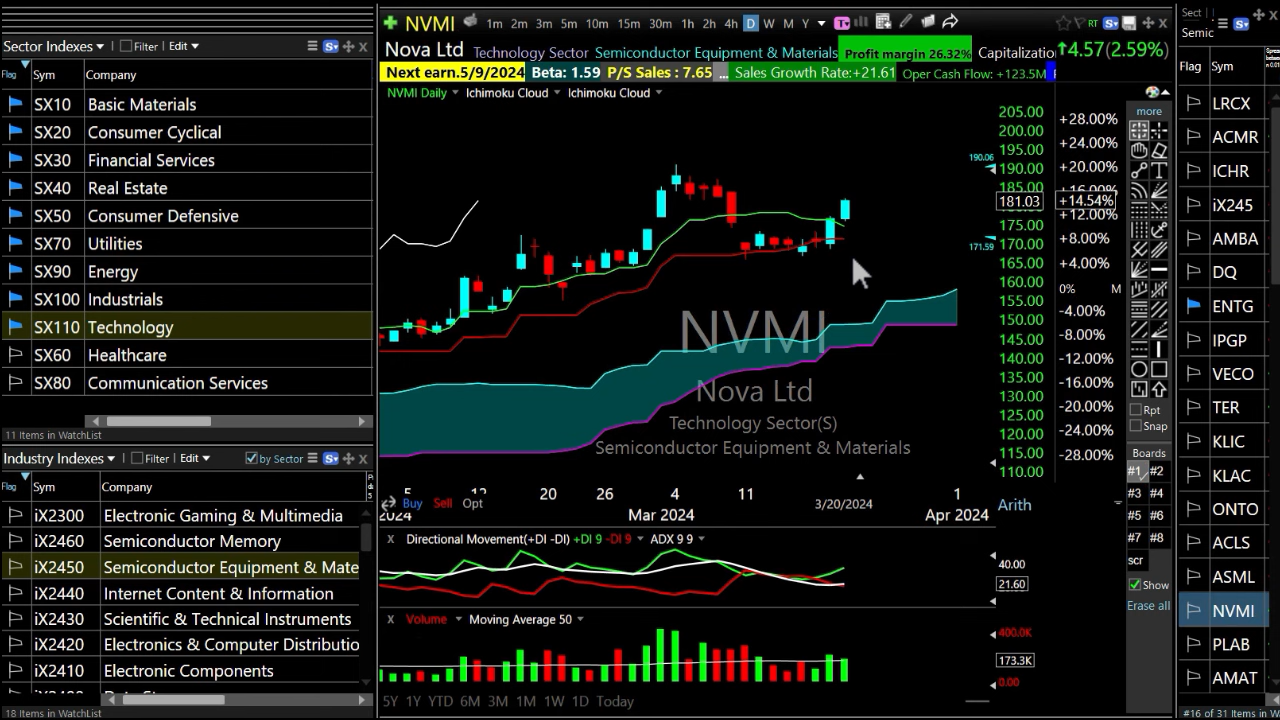 Sector Indexes Filter Edit
Flag Sym Company
SX10 Basic Materials
SX20 Consumer Cyclical
SX30 Financial Services
SX40 Real Estate
SX50 Consumer Defensive
SX70 Utilities
SX90 Energy
SX100 Industrials
SX110 Technology
SX60 Healthcare
SX80 Communication Services
11 Items in WatchList
Industry Indexes Filter Edit by Sector
Flag Sym Company
iX2300 Electronic Gaming & Multimedia
iX2460 Semiconductor Memory
iX2450 Semiconductor Equipment & Mate
iX2440 Internet Content & Information
iX2430 Scientific & Technical Instruments
iX2420 Electronics & Computer Distributio
iX2410 Electronic Components
18 Items in WatchList
NVMI 1m 2m 3m 5m 10m 15m 30m 1h 2h 4h D W M Y T RT S
Nova Ltd Technology Sector Semiconductor Equipment & Materials Profit margin 26.32% Capitalizatio 4.57 (2.59%)
Next earn.5/9/2024 Beta: 1.59 P/S Sales : 7.65 ... Sales Growth Rate:+21.61 Oper Cash Flow: +123.5M
NVMI Daily Ichimoku Cloud Ichimoku Cloud
205.00
200.00
195.00
190.00
185.00
181.03
175.00
170.00
165.00
160.00
155.00
150.00
145.00
140.00
135.00
130.00
125.00
120.00
115.00
110.00
190.06
171.59
+28.00%
+24.00%
+20.00%
+16.00%
+14.54%
+12.00%
+8.00%
+4.00%
0% M
-4.00%
-8.00%
-12.00%
-16.00%
-20.00%
-24.00%
-28.00%
NVMI
Nova Ltd
Technology Sector(S)
Semiconductor Equipment & Materials
5 12 20 26 4 11 1
Buy Sell Opt
2024 Mar 2024 3/20/2024 Apr 2024 Arith
X Directional Movement(+DI -DI) +DI 9 -DI 9 ADX 9 9
40.00
21.60
X Volume Moving Average 50
400.0K
173.3K
0.00
5Y 1Y YTD 6M 3M 1M 1W 1D Today
more
Rpt
Snap
Boards
#1 #2
#3 #4
#5 #6
#7 #8
scr
Show
Erase all
Sect
Semic
Flag Sym
LRCX
ACMR
ICHR
iX245
AMBA
DQ
ENTG
IPGP
VECO
TER
KLIC
KLAC
ONTO
ACLS
ASML
NVMI
PLAB
AMAT
#16 of 31 Items in W